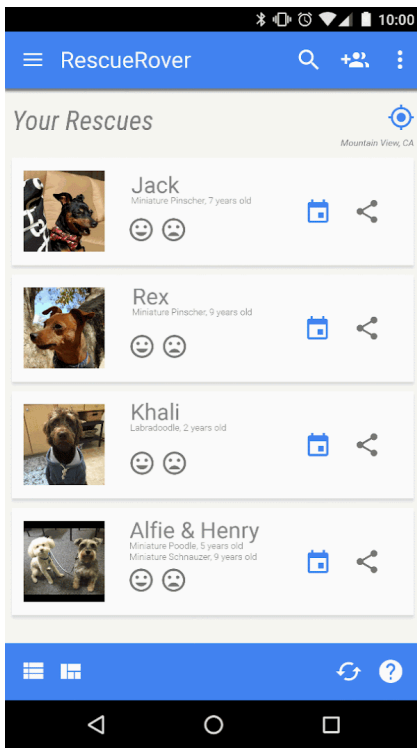 10:00
RescueRover
Your Rescues
Mountain View, CA
Jack
Miniature Pinscher, 7 years old
Rex
Miniature Pinscher, 9 years old
Khali
Labradoodle, 2 years old
Alfie & Henry
Miniature Poodle, 5 years old
Miniature Schnauzer, 9 years old